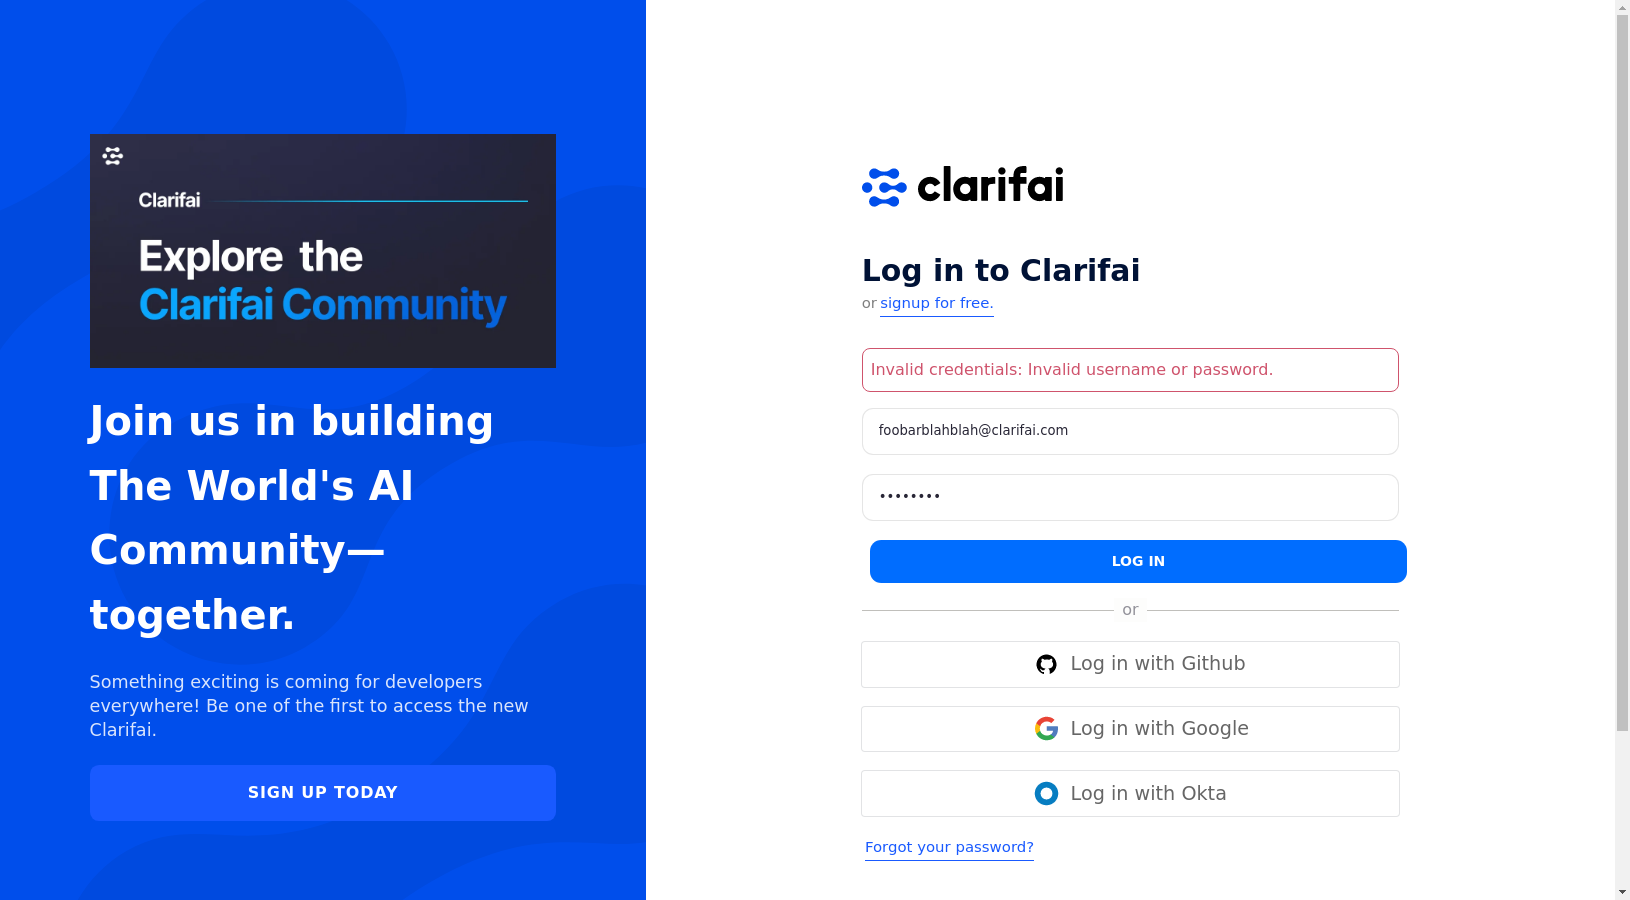 Clarifai
Explore the
Clarifai Community
Join us in building
The World's AI
Community—
together.
Something exciting is coming for developers
everywhere! Be one of the first to access the new
Clarifai.
SIGN UP TODAY
clarifai
Log in to Clarifai
or signup for free.
Invalid credentials: Invalid username or password.
foobarblahblah@clarifai.com
••••••••
LOG IN
or
Log in with Github
Log in with Google
Log in with Okta
Forgot your password?